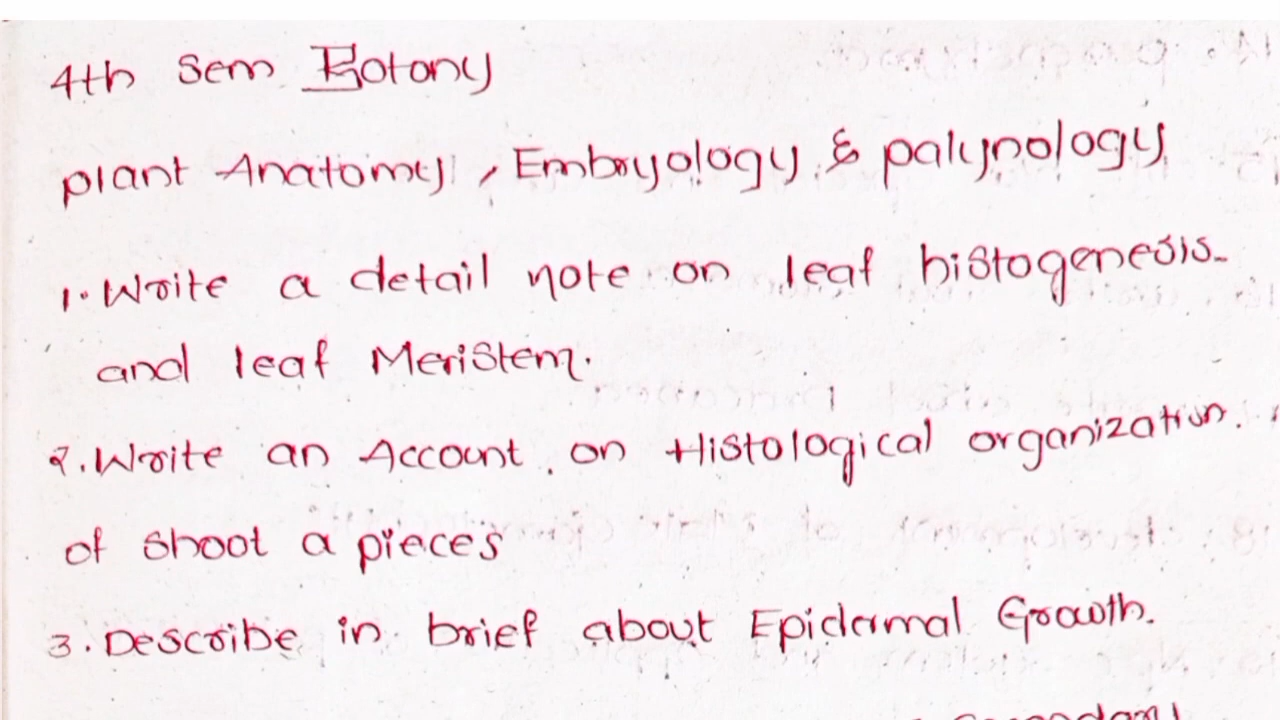 4th Sem Botony
plant Anatomy, Embryology & palynology
1. Write a detail note on leaf histogenesis.
and leaf Meristem.
2. Write an Account on Histological organization.
of shoot a pieces
3. Describe in brief about Epidermal Growth.